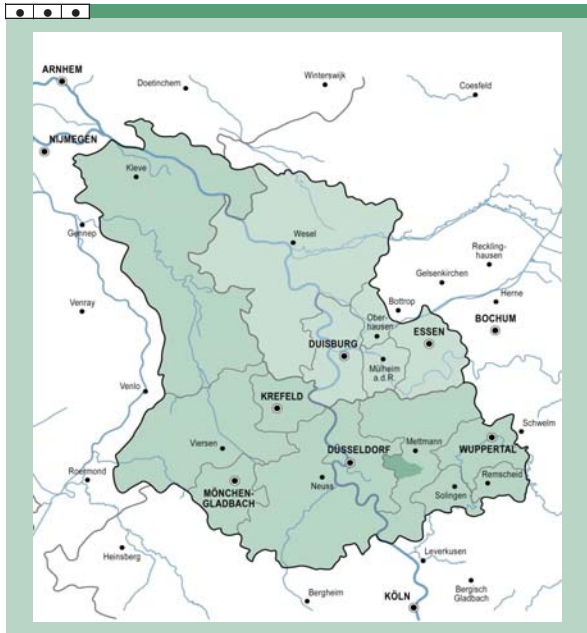 ARNHEM
Doetinchem
Winterswijk
Coesfeld
NIJMEGEN
Kleve
Gennep
Wesel
Reckling-
hausen
Gelsenkirchen
Venray
Bottrop
Herne
Ober-
hausen
ESSEN
BOCHUM
DUISBURG
Mülheim
a.d.R.
Venlo
KREFELD
Viersen
Mettmann
Schwelm
DÜSSELDORF
WUPPERTAL
Roermond
MÖNCHEN-
GLADBACH
Neuss
Remscheid
Solingen
Heinsberg
Leverkusen
Bergheim
KÖLN
Bergisch
Gladbach